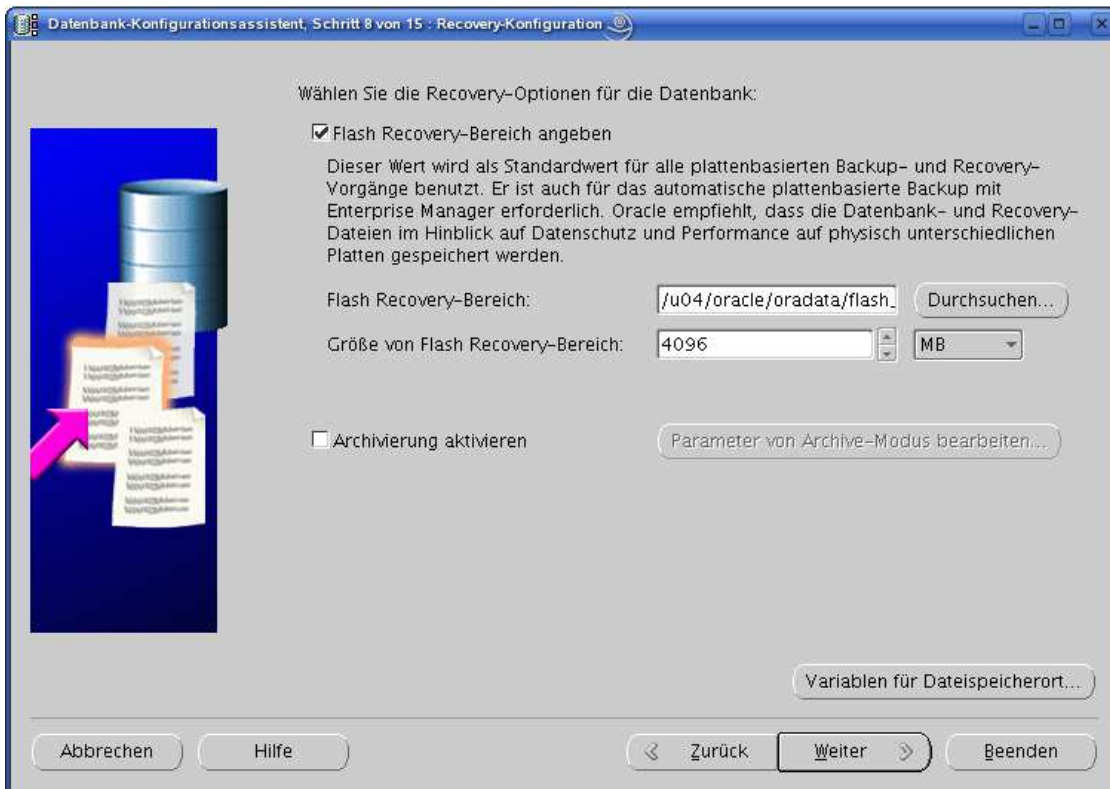 Datenbank-Konfigurationsassistent, Schritt 8 von 15 : Recovery-Konfiguration
Wählen Sie die Recovery-Optionen für die Datenbank:
Flash Recovery-Bereich angeben
Dieser Wert wird als Standardwert für alle plattenbasierten Backup- und Recovery-
Vorgänge benutzt. Er ist auch für das automatische plattenbasierte Backup mit
Enterprise Manager erforderlich. Oracle empfiehlt, dass die Datenbank- und Recovery-
Dateien im Hinblick auf Datenschutz und Performance auf physisch unterschiedlichen
Platten gespeichert werden.
Flash Recovery-Bereich: /u04/oracle/oradata/flash_ Durchsuchen...
Größe von Flash Recovery-Bereich: 4096 MB
Archivierung aktivieren Parameter von Archive-Modus bearbeiten...
Variablen für Dateispeicherort...
Abbrechen Hilfe Zurück Weiter Beenden